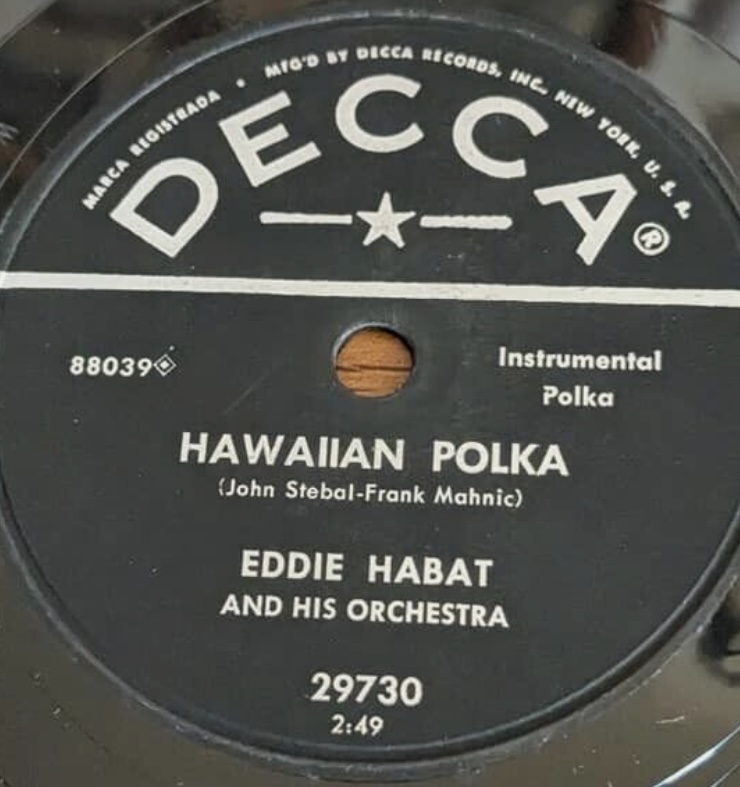 MARCA REGISTRADA • MFG'D BY DECCA RECORDS, INC., NEW YORK, U. S. A.
DECCA®
88039
Instrumental
Polka
HAWAIIAN POLKA
(John Stebal-Frank Mahnic)
EDDIE HABAT
AND HIS ORCHESTRA
29730
2:49